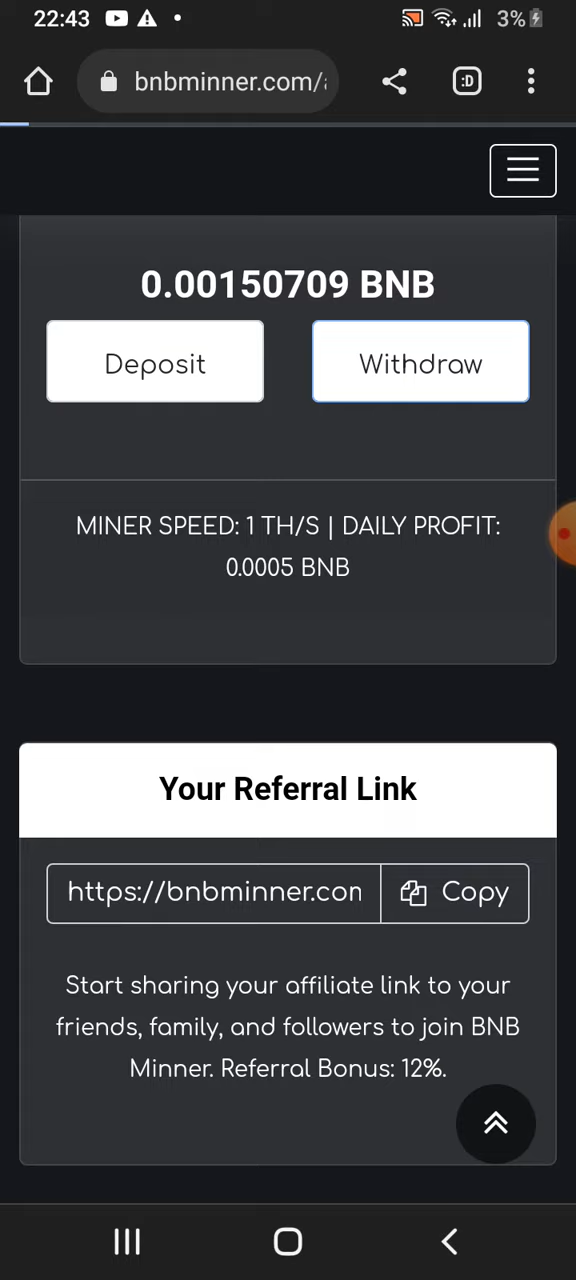 22:43
3%
bnbminner.com/
0.00150709 BNB
Deposit
Withdraw
MINER SPEED: 1 TH/S | DAILY PROFIT:
0.0005 BNB
Your Referral Link
https://bnbminner.com
Copy
Start sharing your affiliate link to your
friends, family, and followers to join BNB
Minner. Referral Bonus: 12%.